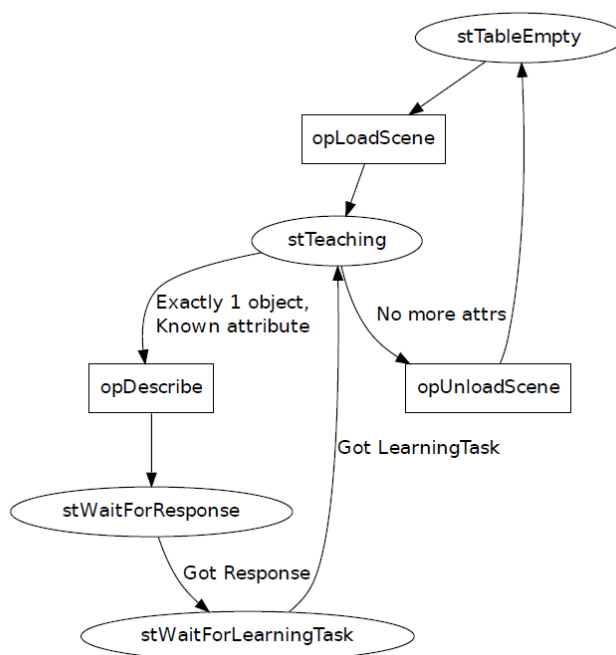 stTableEmpty
opLoadScene
stTeaching
Exactly 1 object,
Known attribute
No more attrs
opDescribe
opUnloadScene
Got LearningTask
stWaitForResponse
Got Response
stWaitForLearningTask